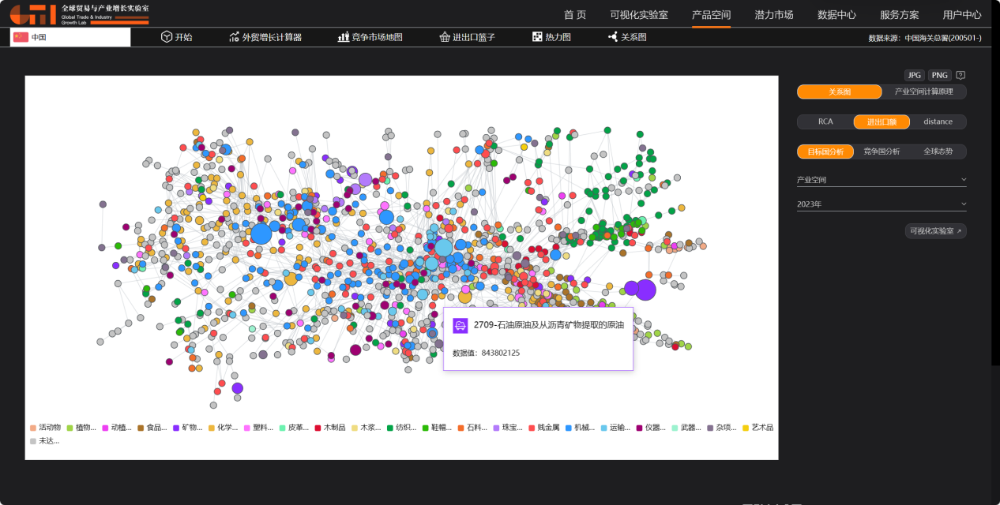 全球贸易与产业增长实验室
Global Trade & Industry
Growth Lab
首 页 可视化实验室 产品空间 潜力市场 数据中心 服务方案 用户中心
中国 开始 外贸增长计算器 竞争市场地图 进出口篮子 热力图 关系图 数据来源：中国海关总署(200501-)
JPG PNG
关系图 产业空间计算原理
RCA 进出口额 distance
目标国分析 竞争国分析 全球态势
产业空间
2023年
可视化实验室
2709-石油原油及从沥青矿物提取的原油
数据值：843802125
活动物 植物... 动植... 食品... 矿物... 化学... 塑料... 皮革... 木制品 木浆... 纺织... 鞋帽... 石料... 珠宝... 贱金属 机械... 运输... 仪器... 武器... 杂项... 艺术品
未达...